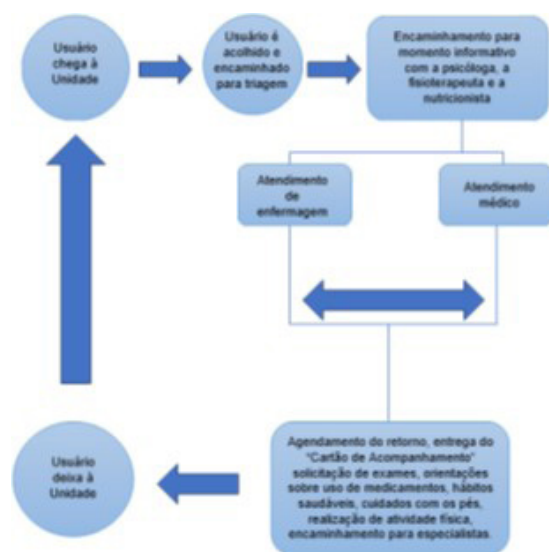 Usuário
chega à
Unidade
Usuário é
acolhido e
encaminhado
para triagem
Encaminhamento para
momento informativo
com a psicóloga, a
fisioterapeuta e a
nutricionista
Atendimento
de
enfermagem
Atendimento
médico
Agendamento do retorno, entrega do
"Cartão de Acompanhamento"
solicitação de exames, orientações
sobre uso de medicamentos, hábitos
saudáveis, cuidados com os pés,
realização de atividade física,
encaminhamento para especialistas.
Usuário
deixa à
Unidade